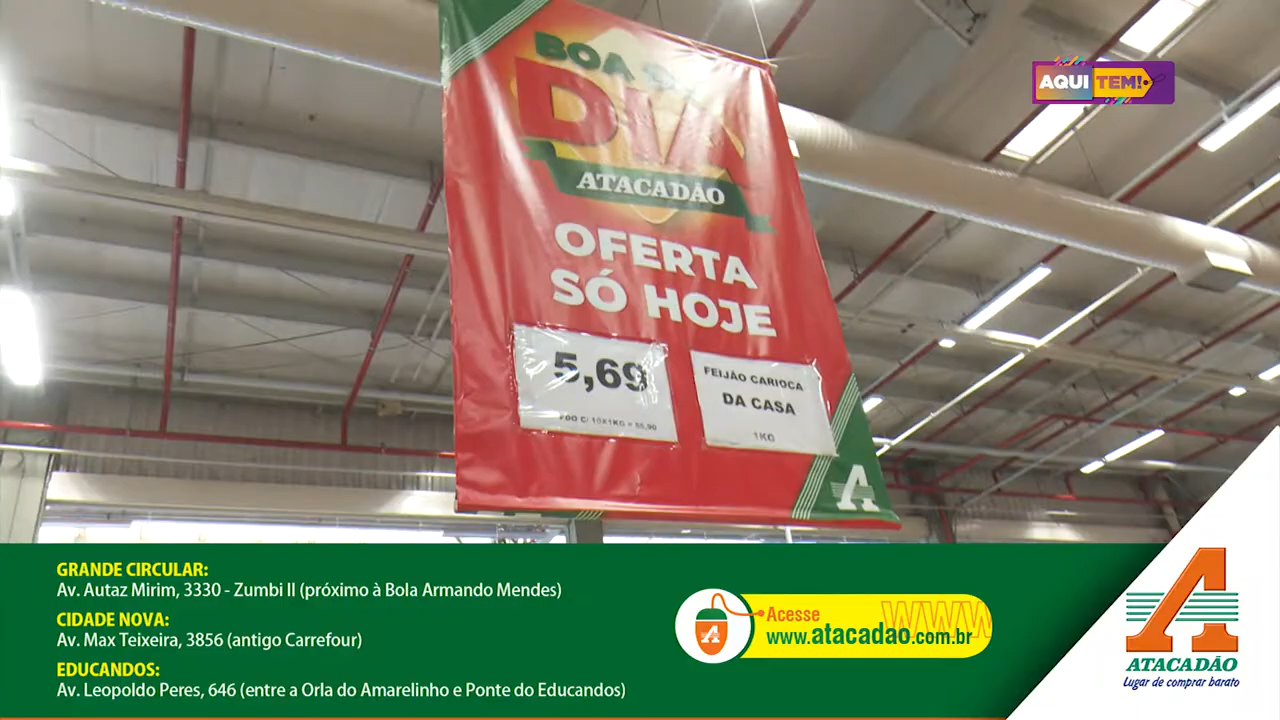 BOA DO
DIA
ATACADÃO
OFERTA
SÓ HOJE
5,69
FEIJÃO CARIOCA
DA CASA
1KG
AQUI TEM!
GRANDE CIRCULAR:
Av. Autaz Mirim, 3330 - Zumbi II (próximo à Bola Armando Mendes)
CIDADE NOVA:
Av. Max Teixeira, 3856 (antigo Carrefour)
EDUCANDOS:
Av. Leopoldo Peres, 646 (entre a Orla do Amarelinho e Ponte do Educandos)
Acesse WWW
www.atacadao.com.br
ATACADÃO
Lugar de comprar barato